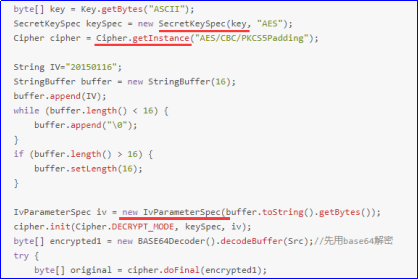 byte[] key = Key.getBytes("ASCII");
SecretKeySpec keySpec = new SecretKeySpec(key, "AES");
Cipher cipher = Cipher.getInstance("AES/CBC/PKCS5Padding");
String IV="20150116";
StringBuffer buffer = new StringBuffer(16);
buffer.append(IV);
while (buffer.length() < 16) {
buffer.append("\0");
}
if (buffer.length() > 16) {
buffer.setLength(16);
}
IvParameterSpec iv = new IvParameterSpec(buffer.toString().getBytes());
cipher.init(Cipher.DECRYPT_MODE, keySpec, iv);
byte[] encrypted1 = new BASE64Decoder().decodeBuffer(Src);//先用base64解密
try {
byte[] original = cipher.doFinal(encrypted1);